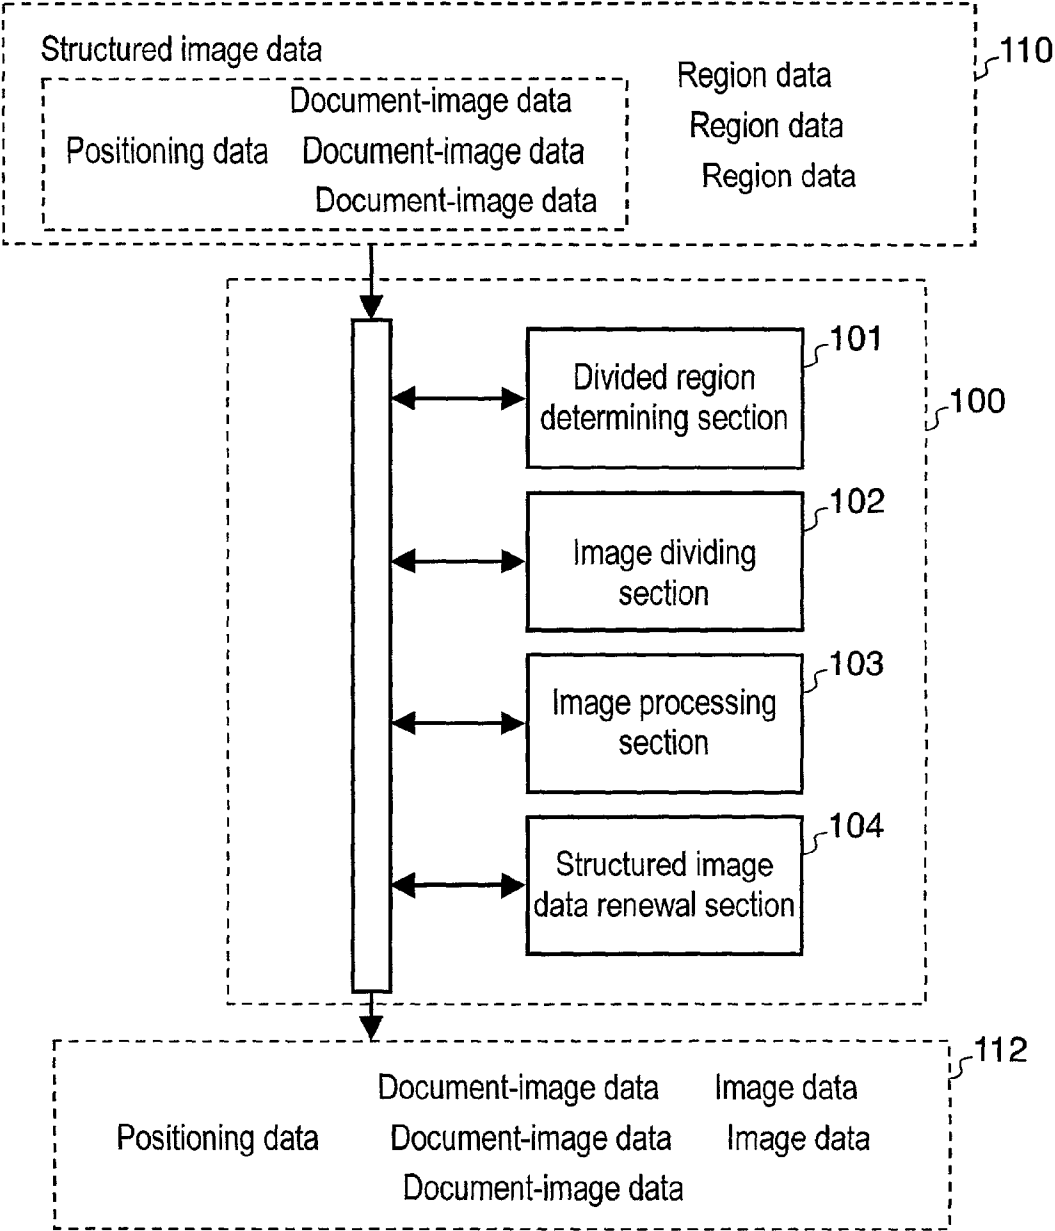 Structured image data
110
Document-image data
Region data
Positioning data
Document-image data
Region data
Document-image data
Region data
101
Divided region
determining section
100
102
Image dividing
section
103
Image processing
section
104
Structured image
data renewal section
112
Document-image data
Image data
Positioning data
Document-image data
Image data
Document-image data